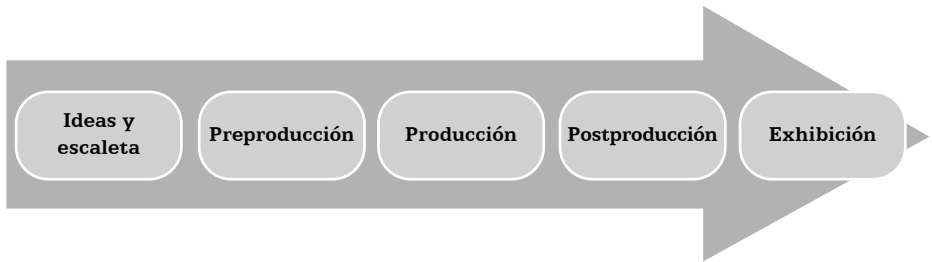 Ideas y
escaleta
Preproducción
Producción
Postproducción
Exhibición